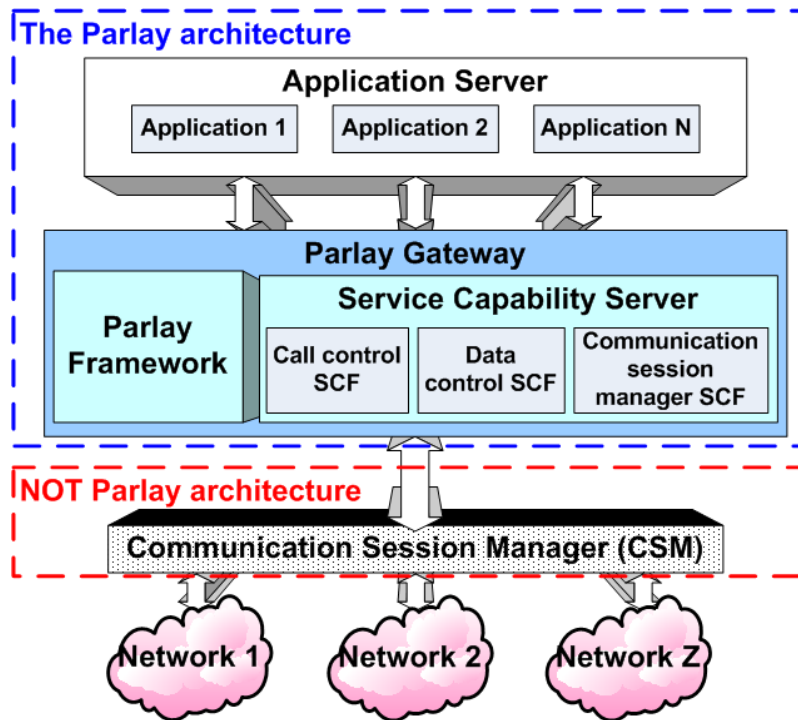 The Parlay architecture
Application Server
Application 1
Application 2
Application N
Parlay Gateway
Parlay
Framework
Service Capability Server
Call control
SCF
Data
control SCF
Communication
session
manager SCF
NOT Parlay architecture
Communication Session Manager (CSM)
Network 1
Network 2
Network Z